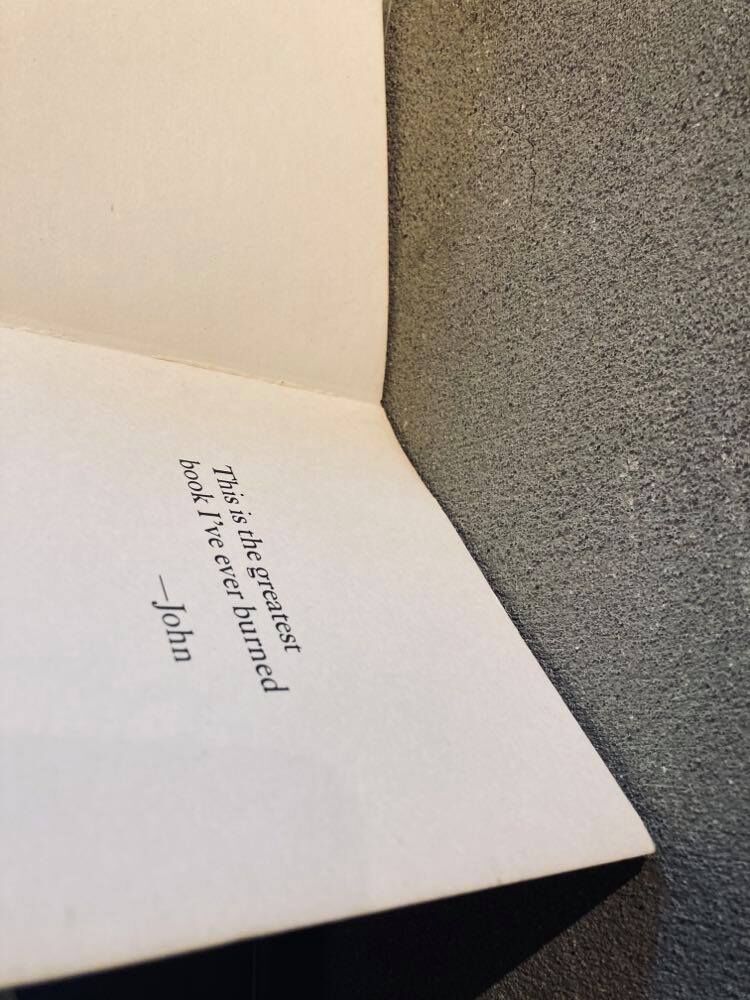 This is the greatest
book I've ever burned
—John